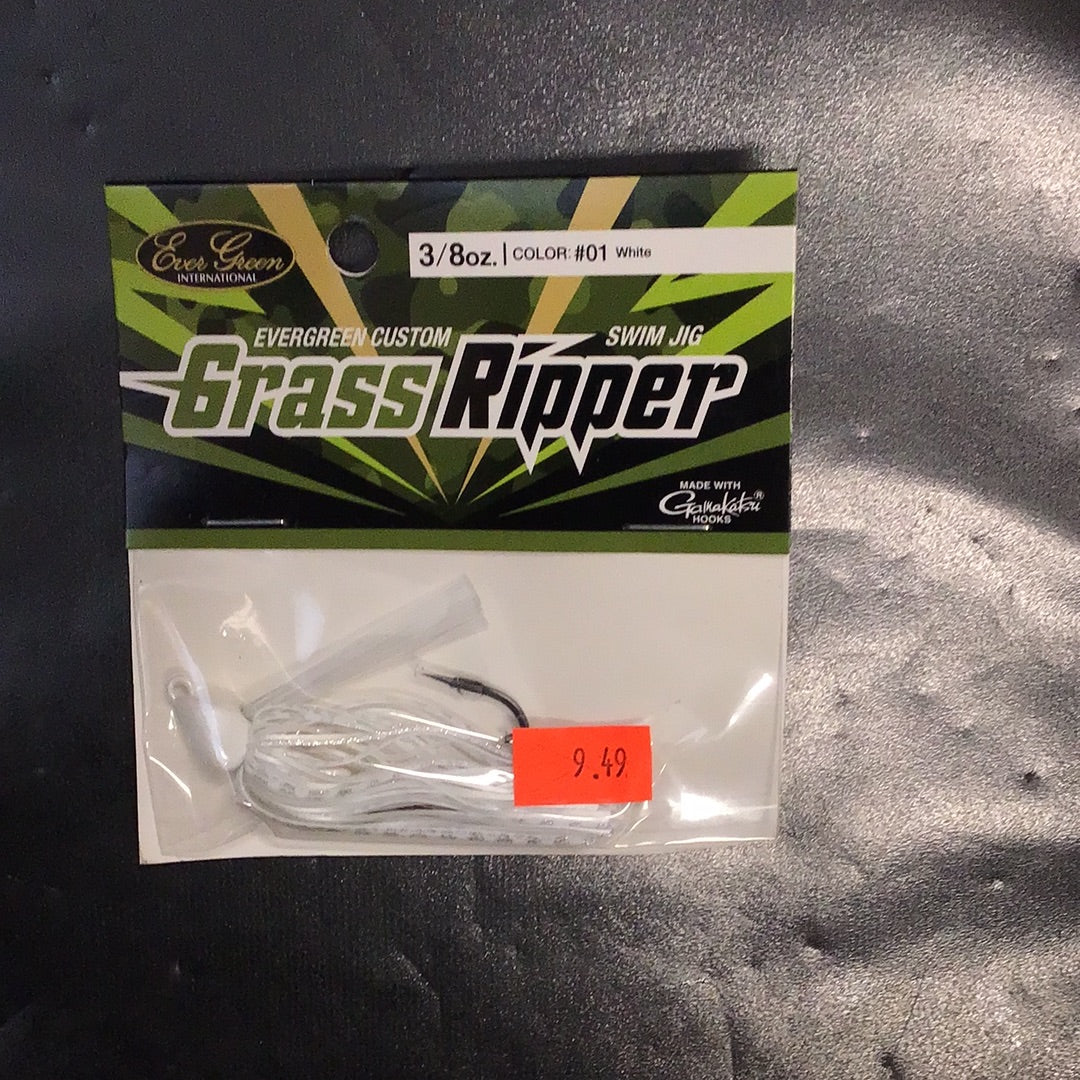 Ever Green
INTERNATIONAL
3/8oz. | COLOR: #01 White
EVERGREEN CUSTOM SWIM JIG
Grass Ripper
MADE WITH
Gamakatsu®
HOOKS
9.49